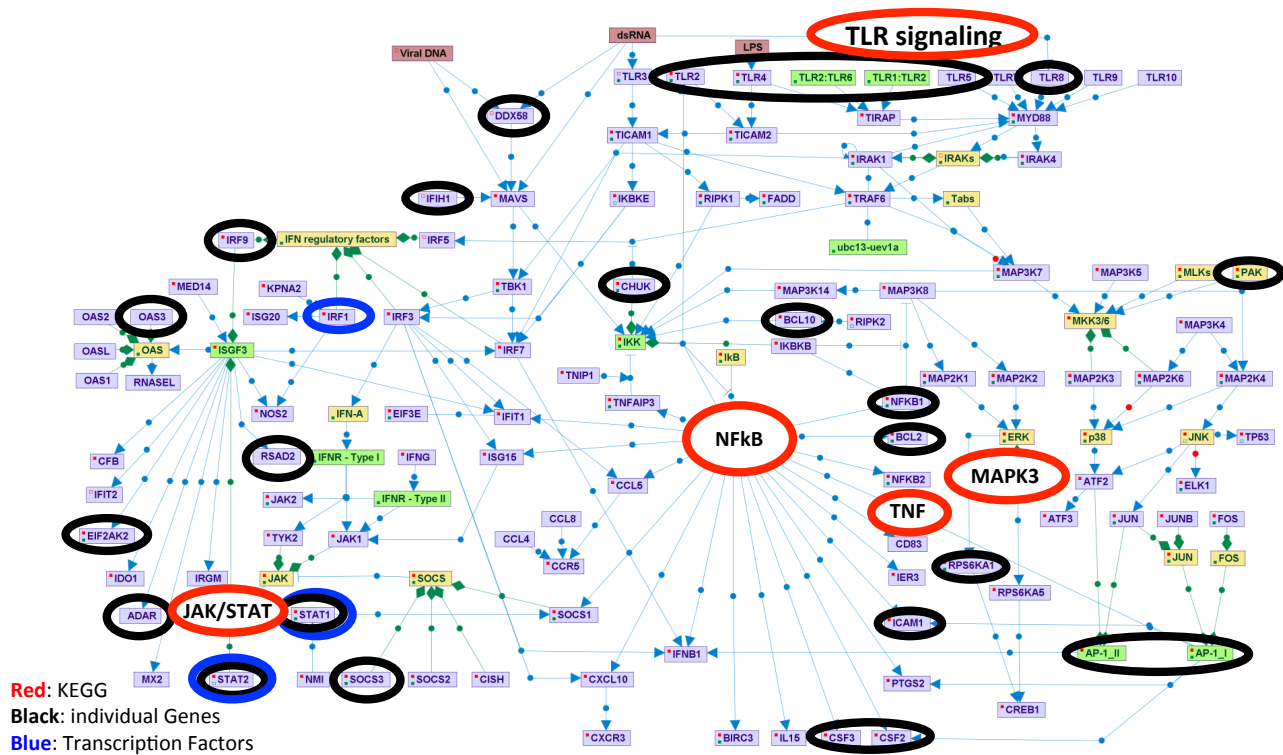 dsRNA
TLR signaling
Viral DNA
LPS
TLR3
TLR2
TLR4
TLR2:TLR6
TLR1:TLR2
TLR5
TLR8
TLR9
TLR10
DDX58
TIRAP
MYD88
TICAM1
TICAM2
IRAK1
IRAKs
IRAK4
IFIH1
MAVS
IKBKE
RIPK1
FADD
TRAF6
Tabs
IRF9
IFN regulatory factors
IRF5
ubc13-uev1a
MED14
KPNA2
TBK1
CHUK
MAP3K14
MAP3K8
MAP3K7
MAP3K5
MLKs
PAK
OAS2
OAS3
ISG20
IRF1
IRF3
BCL10
RIPK2
MKK3/6
MAP3K4
OASL
OAS
ISGF3
IRF7
IKK
IkB
IKBKB
OAS1
RNASEL
TNIP1
MAP2K1
MAP2K2
MAP2K3
MAP2K6
MAP2K4
NOS2
IFN-A
EIF3E
IFIT1
TNFAIP3
NFKB1
NFkB
BCL2
ERK
p38
JNK
TP53
CFB
RSAD2
IFNR - Type I
IFNG
ISG15
NFKB2
MAPK3
ATF2
ELK1
IFIT2
JAK2
IFNR - Type II
CCL5
TNF
ATF3
JUN
JUNB
FOS
EIF2AK2
TYK2
JAK1
CCL8
CCL4
CCR5
CD83
RPS6KA1
JUN
FOS
IDO1
IRGM
JAK
SOCS
IER3
RPS6KA5
ADAR
JAK/STAT
STAT1
SOCS1
ICAM1
IFNB1
AP-1_II
AP-1_I
MX2
STAT2
NMI
SOCS3
SOCS2
CISH
CXCL10
PTGS2
CREB1
CXCR3
BIRC3
IL15
CSF3
CSF2
Red: KEGG
Black: individual Genes
Blue: Transcription Factors